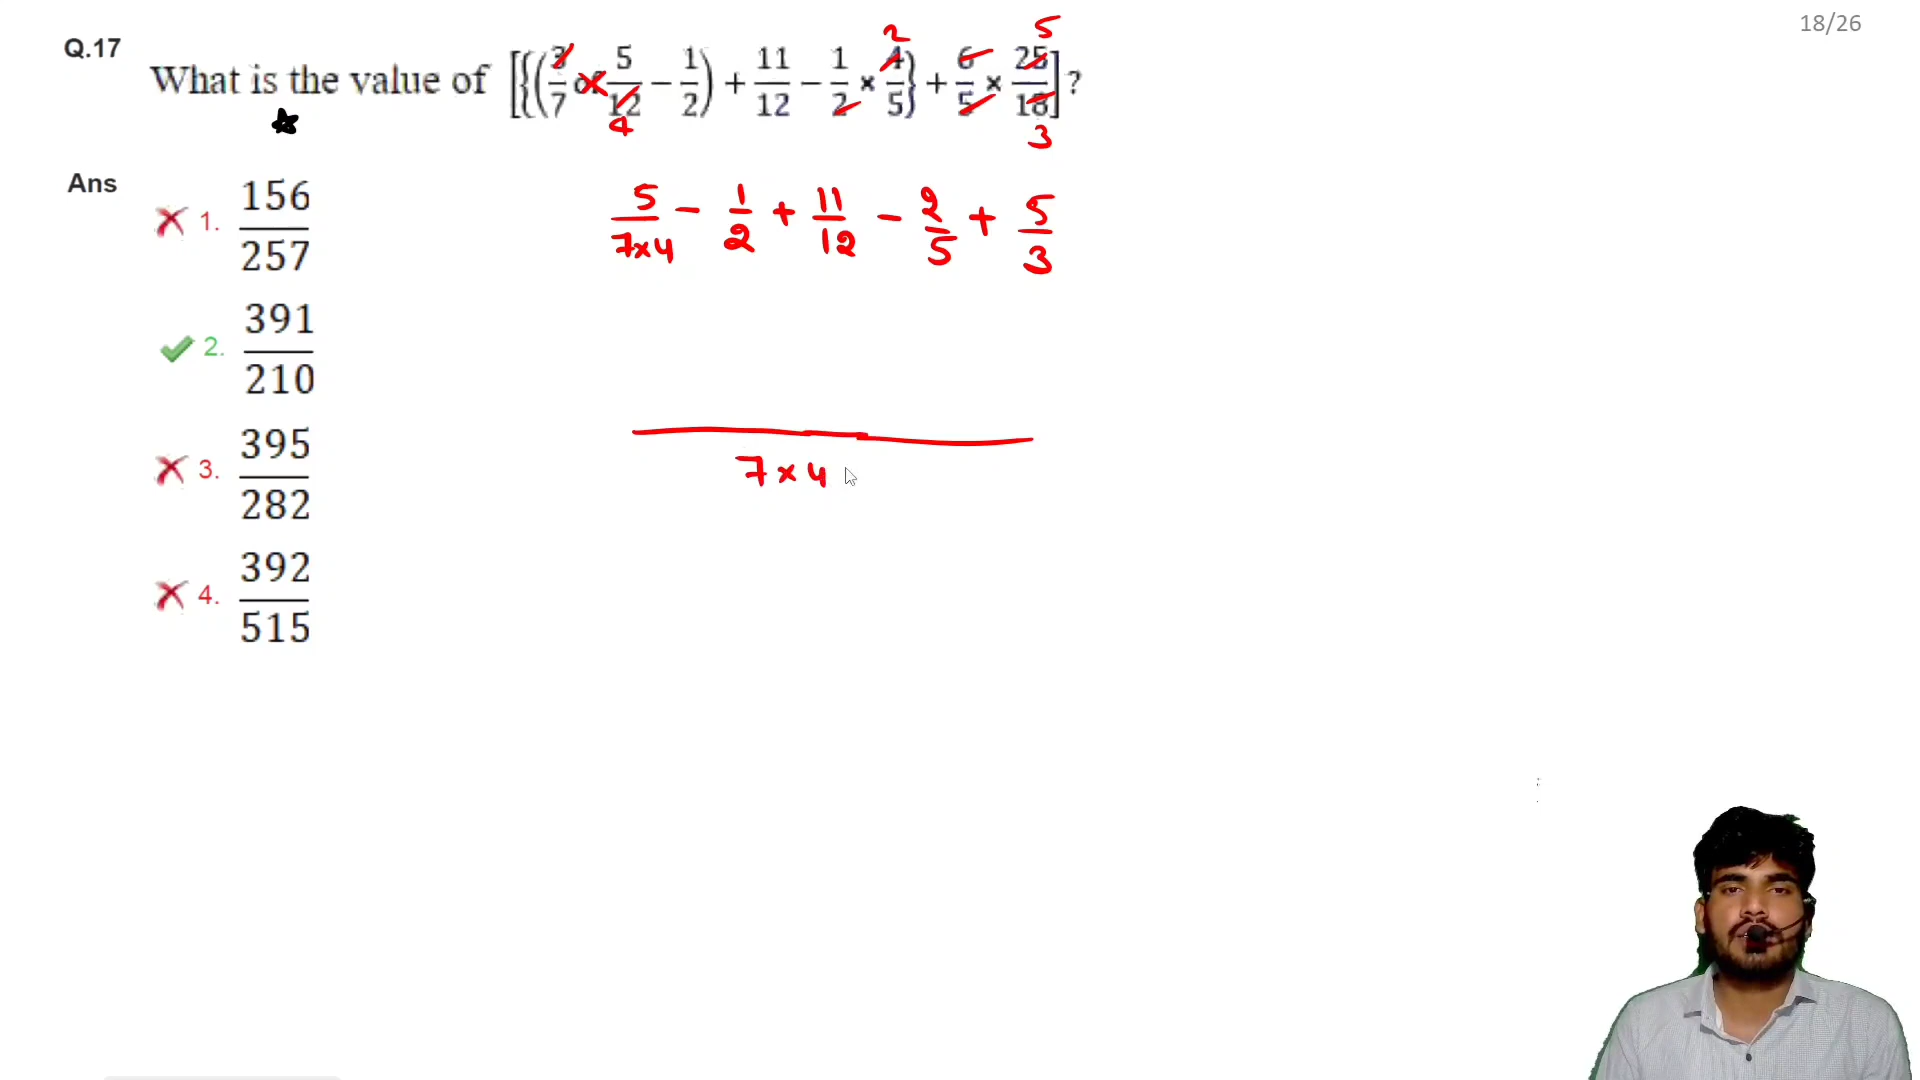 18/26
Q.17 What is the value of [{(3/7 of 5/12 − 1/2) + 11/12 − 1/2 × 4/5} + 6/5 × 25/18]?
× 4 2 5 3
Ans
1. 156/257
2. 391/210
3. 395/282
4. 392/515
5/7×4 − 1/2 + 11/12 − 2/5 + 5/3
7×4